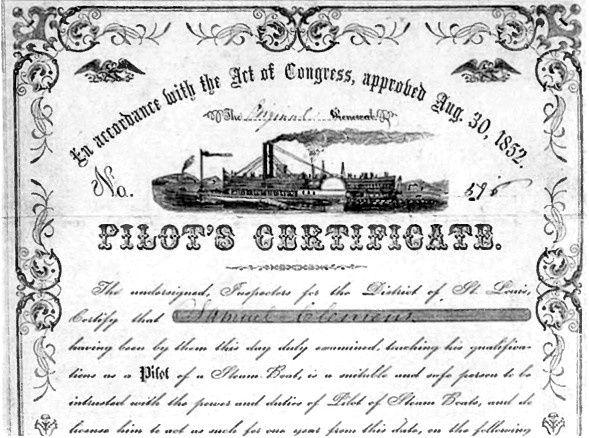 In accordance with the Act of Congress, approved Aug. 30, 1852.
The Original Renewal.
No. 595
PILOT'S CERTIFICATE.
The undersigned, Inspectors for the District of St. Louis,
Certify that Samuel Clemens
having been by them this day duly examined, touching his qualifica-
tions as a Pilot of a Steam Boat, is a suitable and safe person to be
intrusted with the power and duties of Pilot of Steam Boats, and do
license him to act as such for one year from this date, on the following